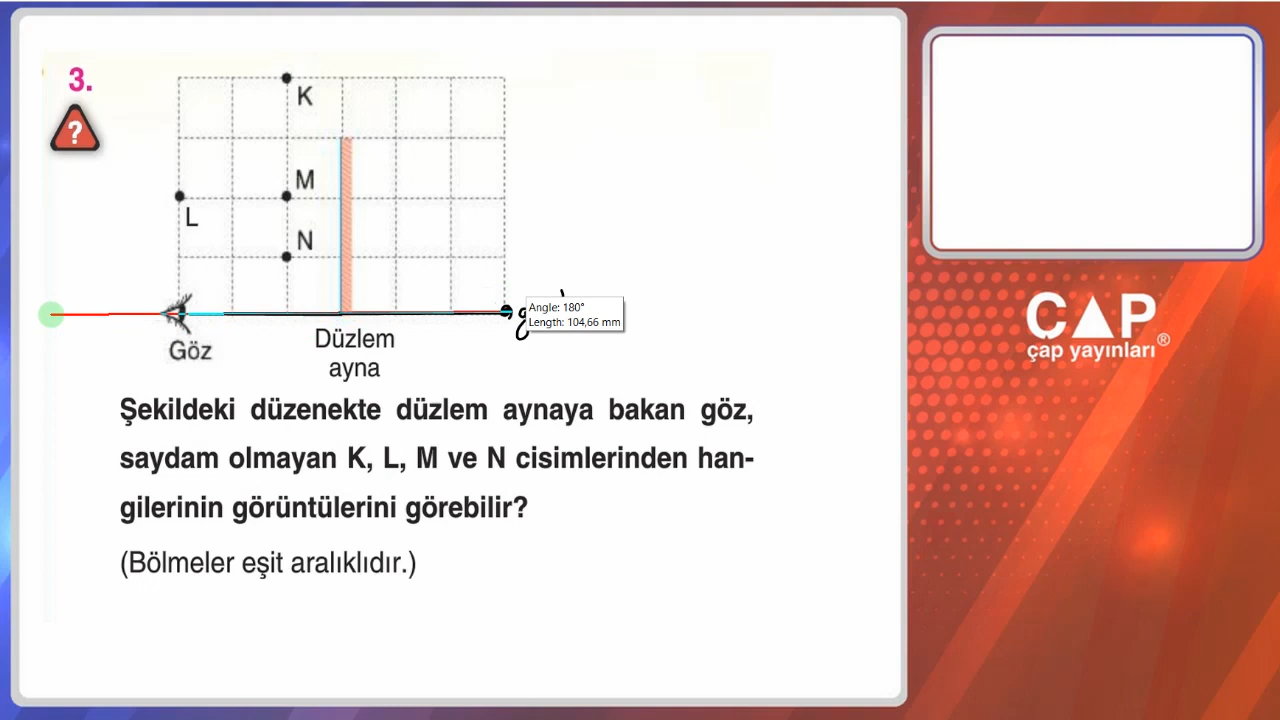 3.
?
K
M
L
N
Göz
Düzlem
ayna
Angle: 180°
Length: 104,66 mm
Şekildeki düzenekte düzlem aynaya bakan göz,
saydam olmayan K, L, M ve N cisimlerinden han-
gilerinin görüntülerini görebilir?
(Bölmeler eşit aralıklıdır.)
ÇAP
çap yayınları®